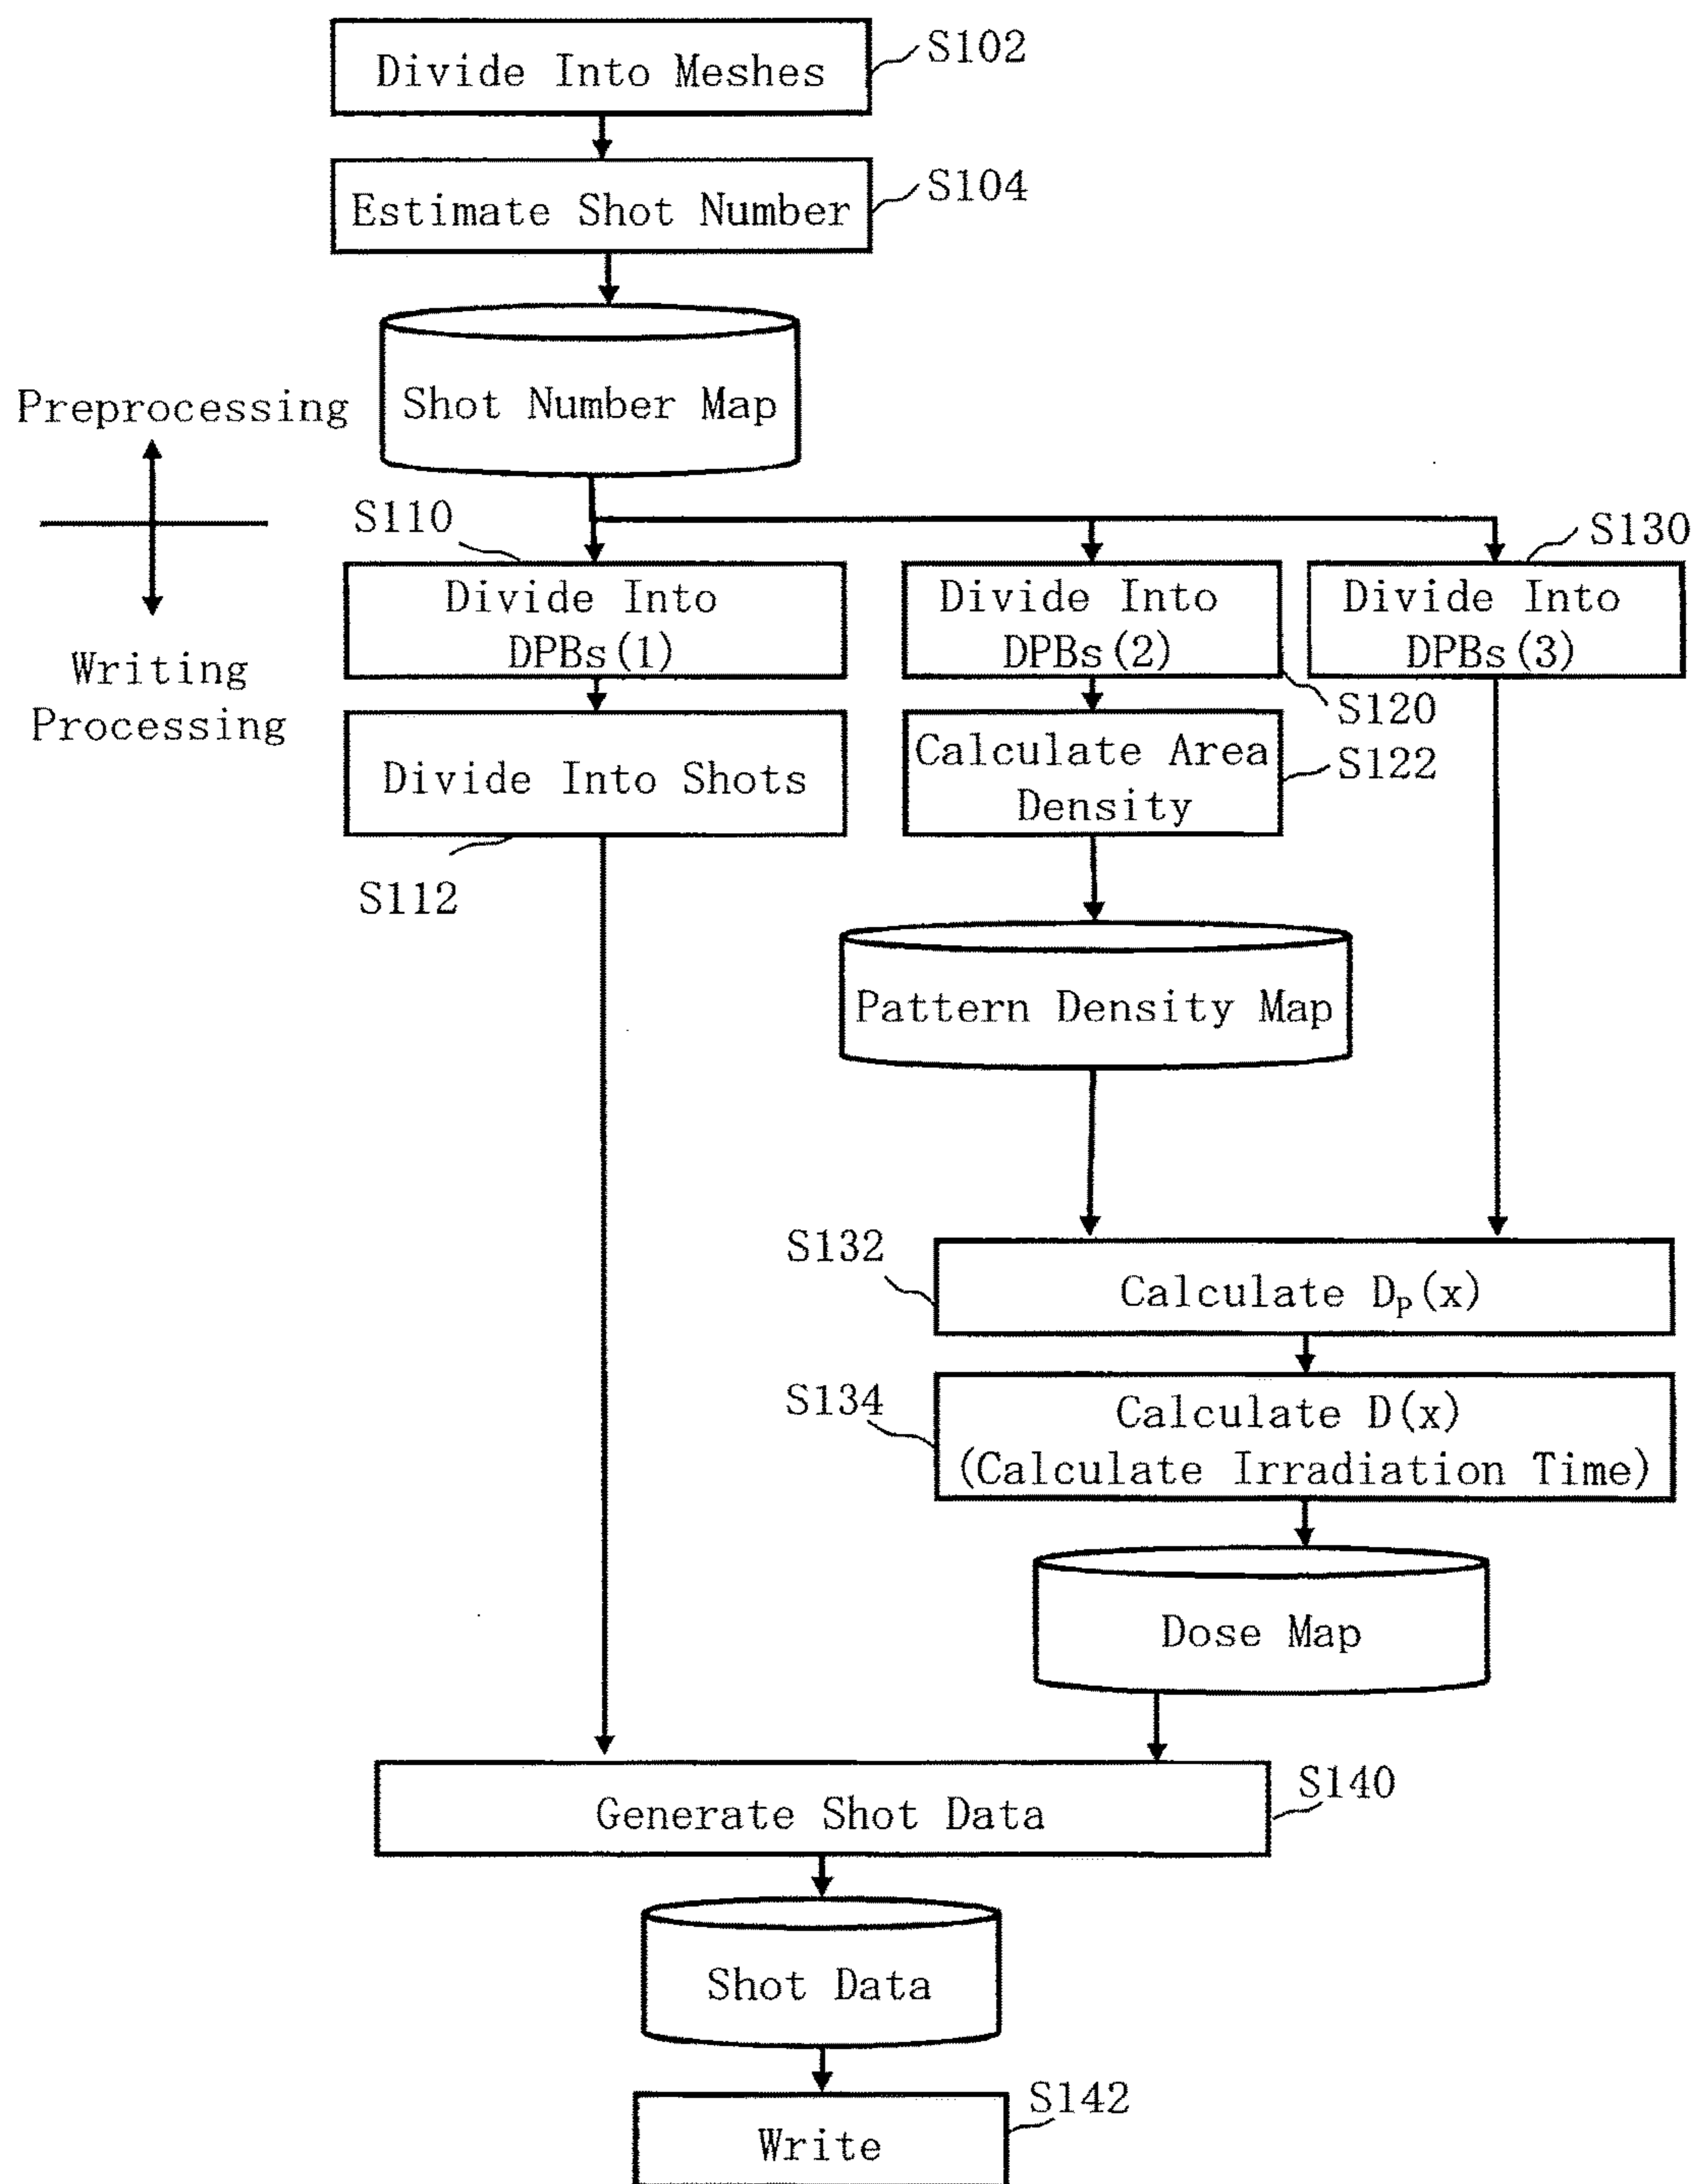 Divide Into Meshes
S102
Estimate Shot Number
S104
Shot Number Map
Preprocessing
Writing
Processing
S110
S130
Divide Into
DPBs(1)
Divide Into
DPBs(2)
Divide Into
DPBs(3)
S120
Divide Into Shots
S112
Calculate Area
Density
S122
Pattern Density Map
S132
Calculate Dp(x)
S134
Calculate D(x)
(Calculate Irradiation Time)
Dose Map
Generate Shot Data
S140
Shot Data
S142
Write